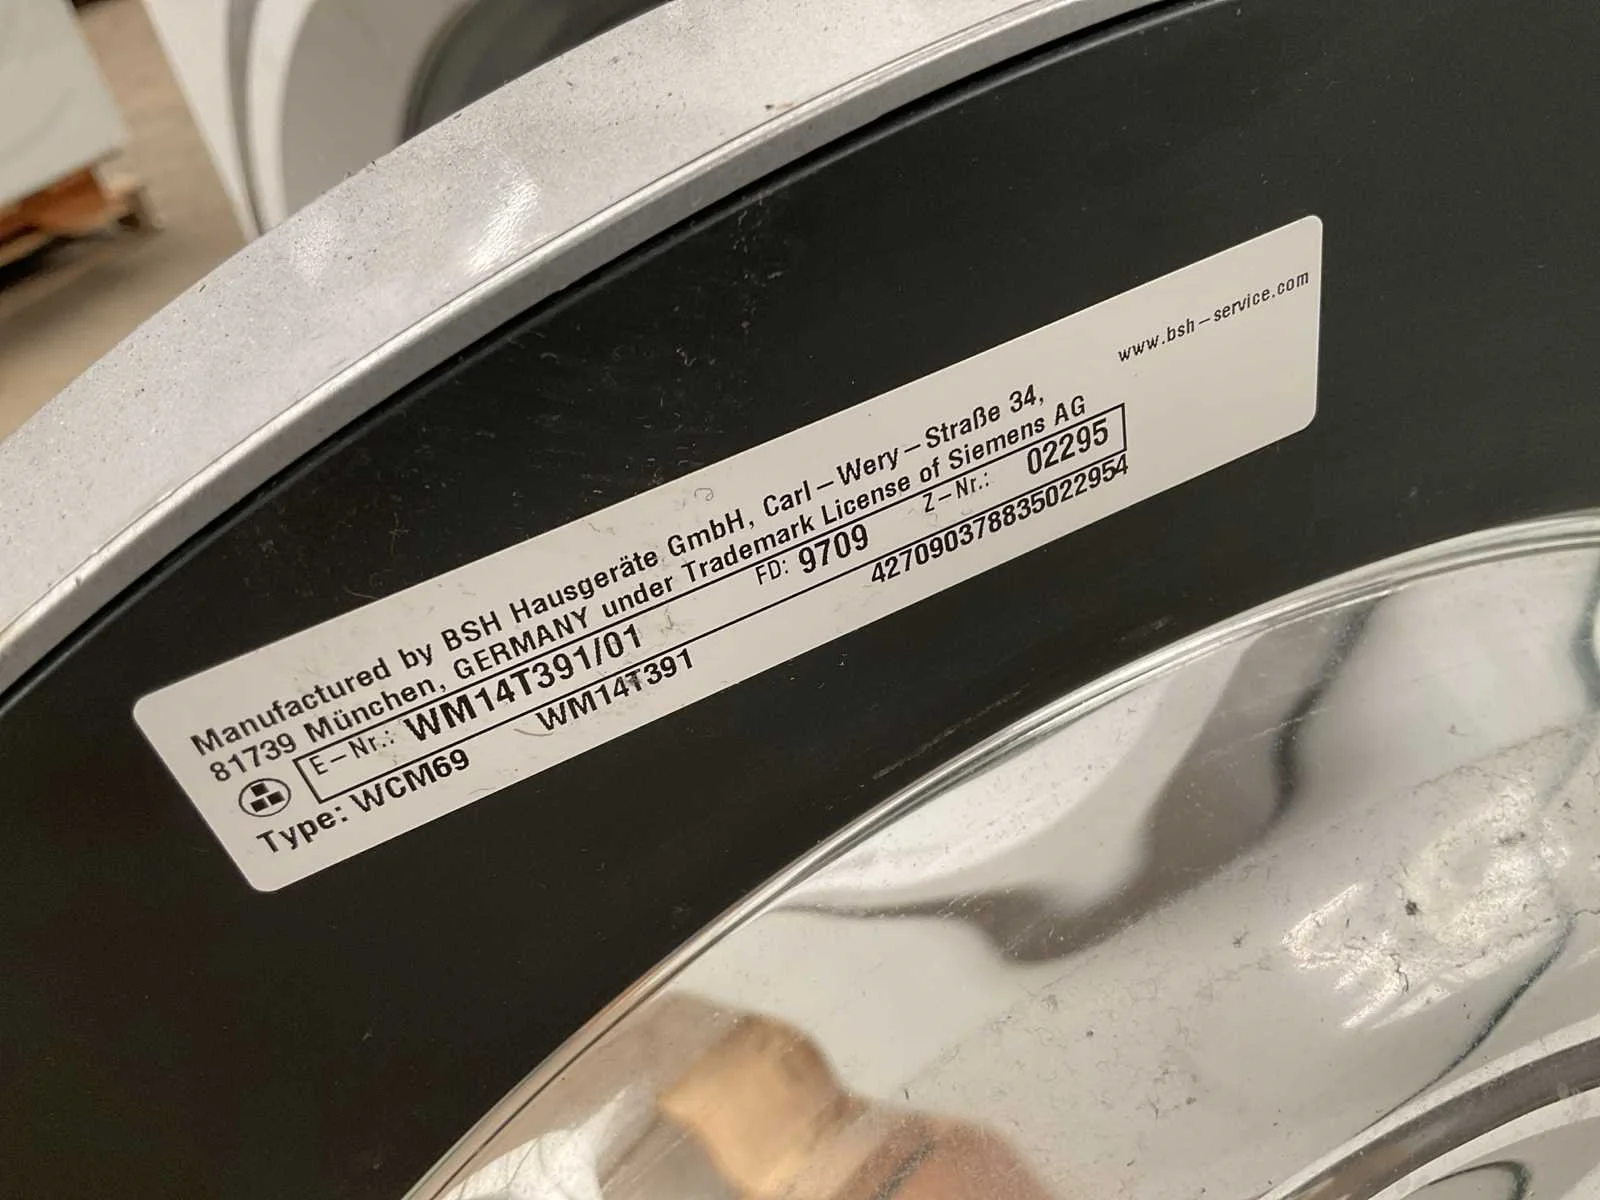 www.bsh-service.com
Manufactured by BSH Hausgeräte GmbH, Carl-Wery-Straße 34,
81739 München, GERMANY under Trademark License of Siemens AG
E-Nr.: WM14T391/01 FD: 9709 Z-Nr.: 02295
Type: WCM69 WM14T391 427090378835022954